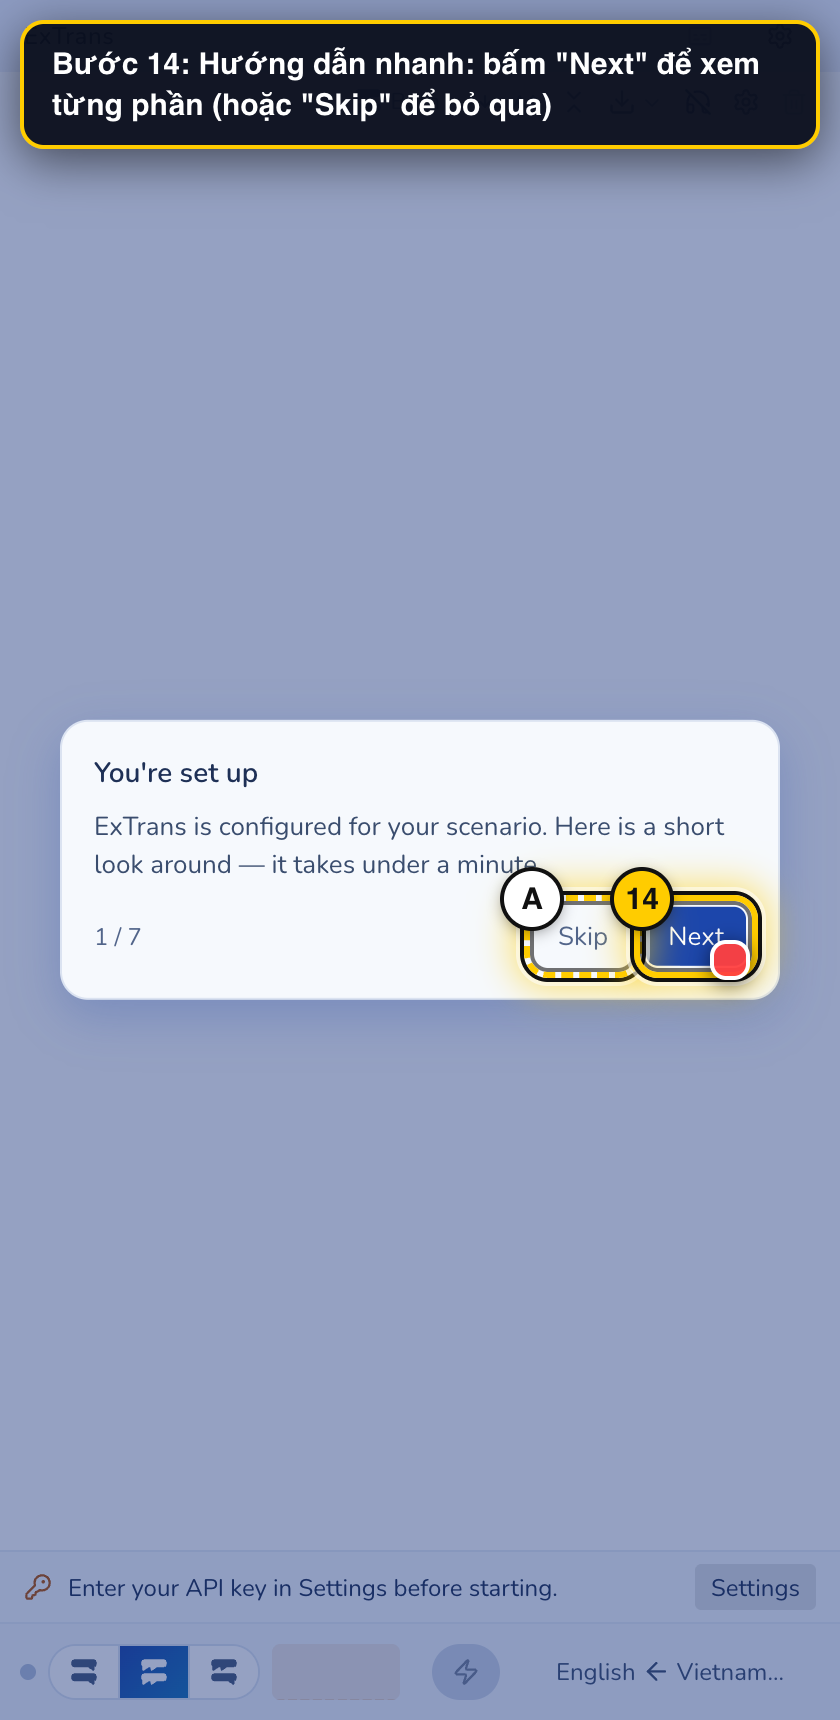 ExTrans
Bước 14: Hướng dẫn nhanh: bấm "Next" để xem
từng phần (hoặc "Skip" để bỏ qua)
You're set up
ExTrans is configured for your scenario. Here is a short
look around — it takes under a minute.
A
14
1 / 7
Skip
Next
Enter your API key in Settings before starting.
Settings
English ← Vietnam...